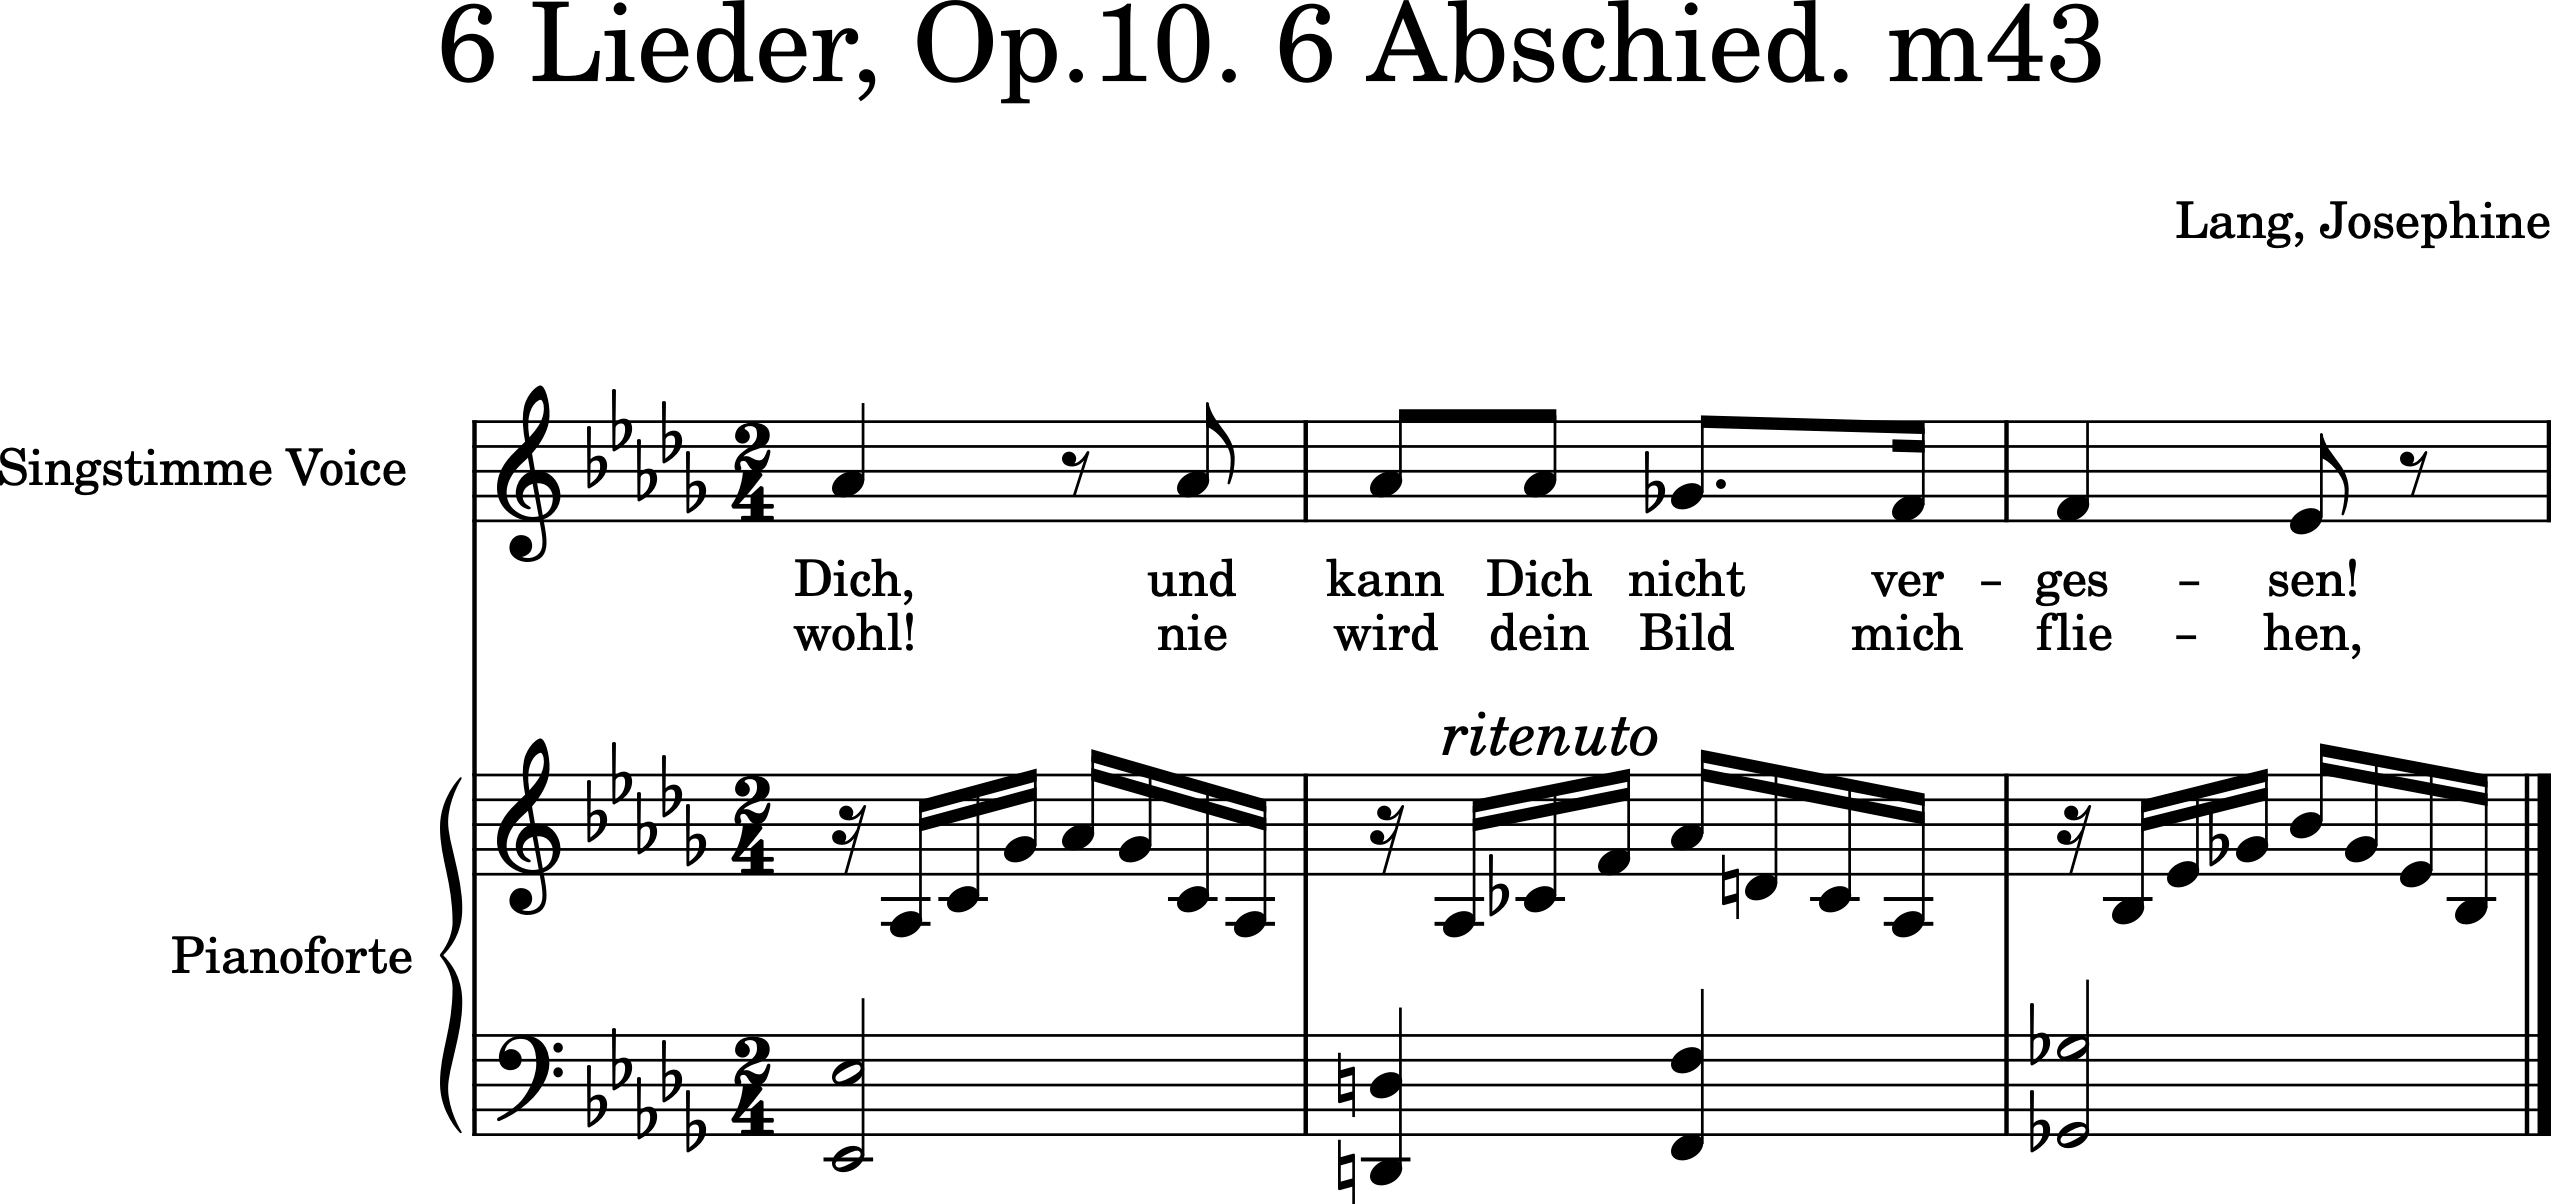 6 Lieder, Op.10. 6 Abschied. m43
Lang, Josephine
Singstimme Voice
Dich, und kann Dich nicht ver – ges – sen!
wohl! nie wird dein Bild mich flie – hen,
ritenuto
Pianoforte